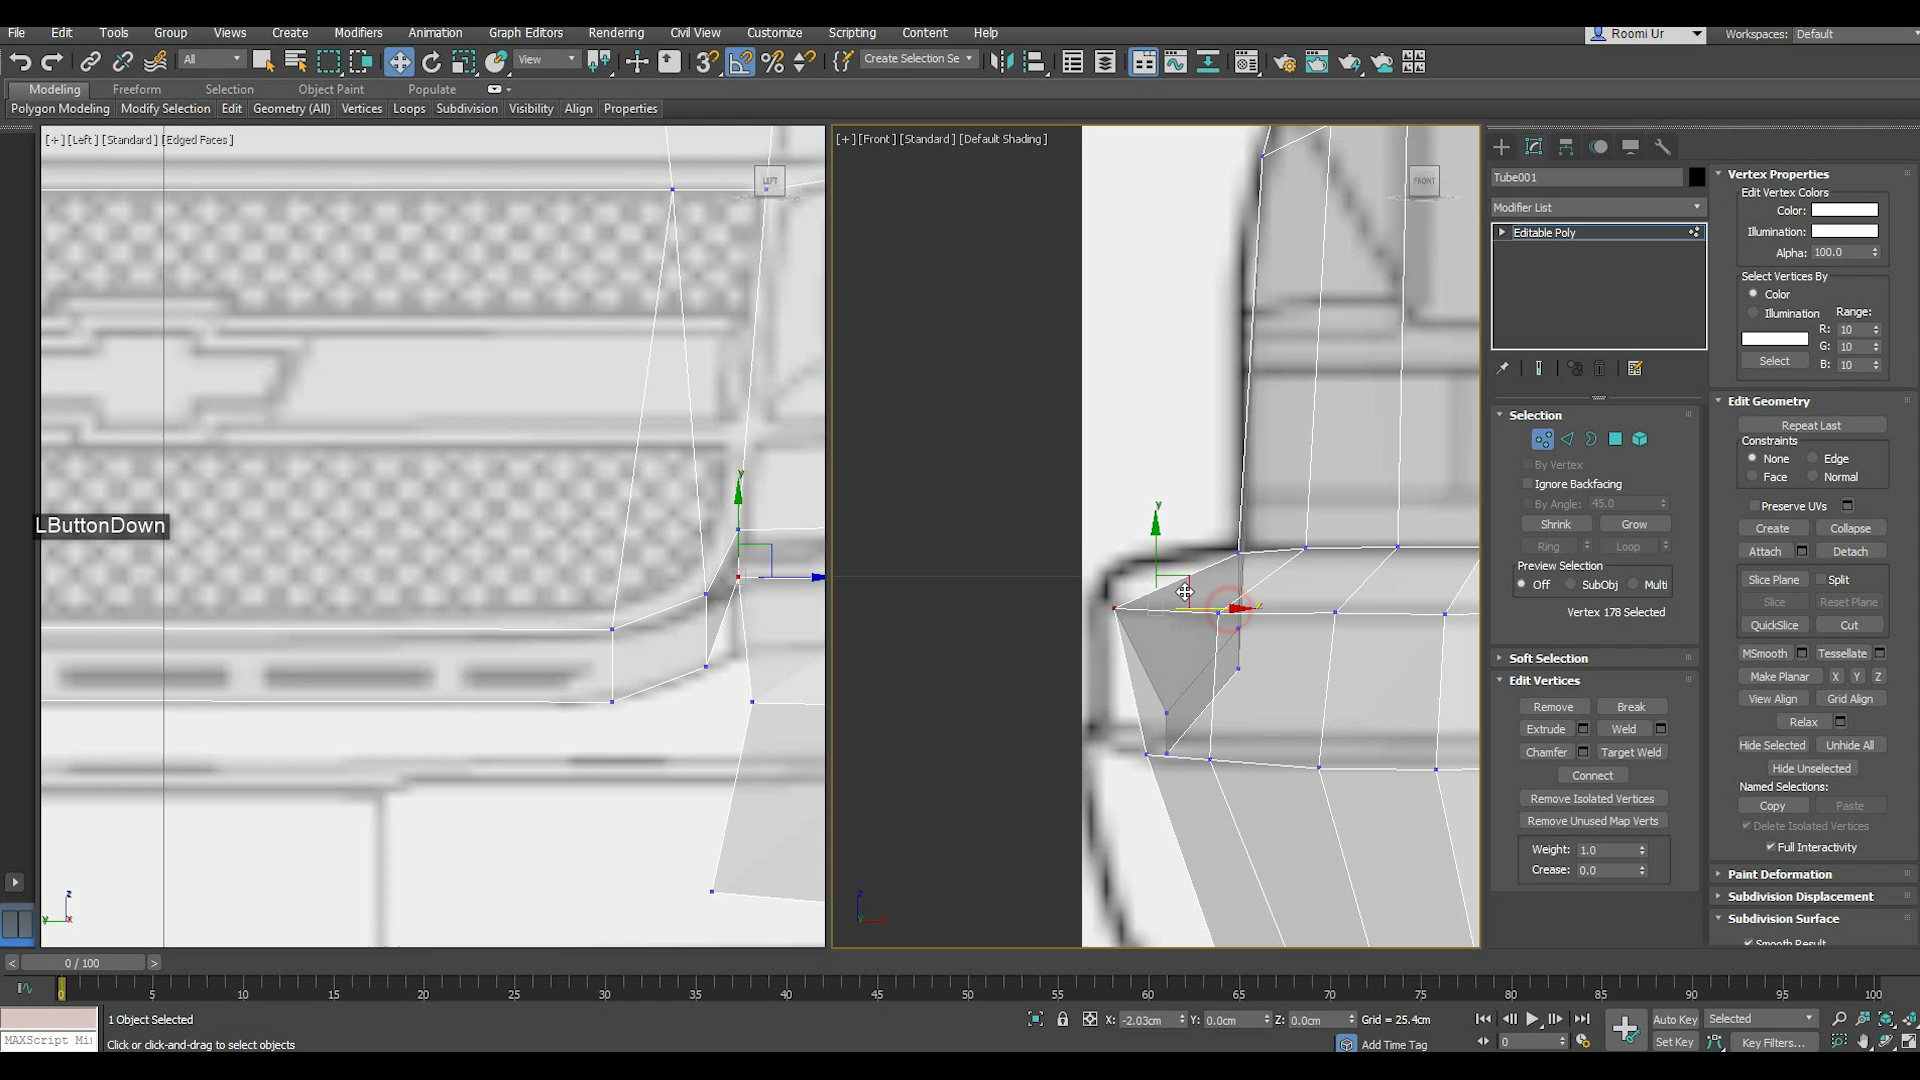 File Edit Tools Group Views Create Modifiers Animation Graph Editors Rendering Civil View Customize Scripting Content Help Roomi Ur Workspaces: Default
All View Create Selection Se
Modeling Freeform Selection Object Paint Populate
Polygon Modeling Modify Selection Edit Geometry (All) Vertices Loops Subdivision Visibility Align Properties
[+] [Left] [Standard] [Edged Faces]
LEFT
LButtonDown
y
z
y x
[+] [Front] [Standard] [Default Shading]
FRONT
y
x
z
Tube001
Modifier List
Editable Poly
Selection
By Vertex
Ignore Backfacing
By Angle: 45.0
Shrink Grow
Ring Loop
Preview Selection
Off SubObj Multi
Vertex 178 Selected
Soft Selection
Edit Vertices
Remove Break
Extrude Weld
Chamfer Target Weld
Connect
Remove Isolated Vertices
Remove Unused Map Verts
Weight: 1.0
Crease: 0.0
Vertex Properties
Edit Vertex Colors
Color:
Illumination:
Alpha: 100.0
Select Vertices By
Color
Illumination Range:
R: 10
G: 10
B: 10
Select
Edit Geometry
Repeat Last
Constraints
None Edge
Face Normal
Preserve UVs
Create Collapse
Attach Detach
Slice Plane Split
Slice Reset Plane
QuickSlice Cut
MSmooth Tessellate
Make Planar X Y Z
View Align Grid Align
Relax
Hide Selected Unhide All
Hide Unselected
Named Selections:
Copy Paste
Delete Isolated Vertices
Full Interactivity
Paint Deformation
Subdivision Displacement
Subdivision Surface
Smooth Result
< 0 / 100 >
0 5 10 15 20 25 30 35 40 45 50 55 60 65 70 75 80 85 90 95 100
1 Object Selected X: -2.03cm Y: 0.0cm Z: 0.0cm Grid = 25.4cm Auto Key Selected
MAXScript Mi Click or click-and-drag to select objects Add Time Tag 0 Set Key Key Filters...